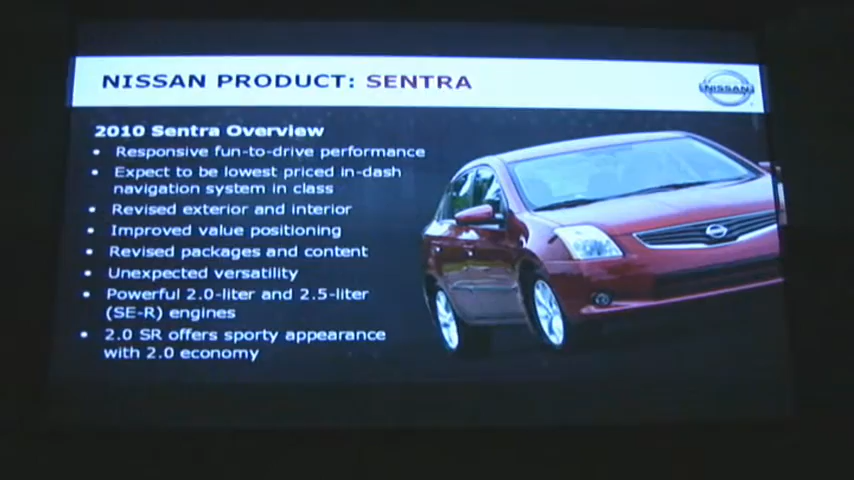 NISSAN PRODUCT: SENTRA
NISSAN
2010 Sentra Overview
• Responsive fun-to-drive performance
• Expect to be lowest priced in-dash
navigation system in class
• Revised exterior and interior
• Improved value positioning
• Revised packages and content
• Unexpected versatility
• Powerful 2.0-liter and 2.5-liter
(SE-R) engines
• 2.0 SR offers sporty appearance
with 2.0 economy